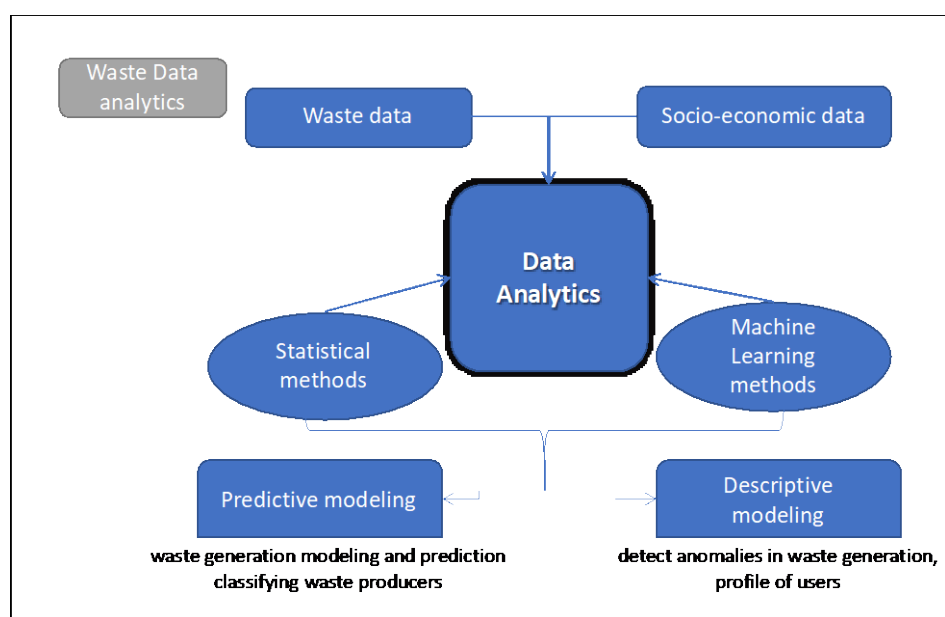 Waste Data
analytics
Waste data
Socio-economic data
Data
Analytics
Statistical
methods
Machine
Learning
methods
Predictive modeling
Descriptive
modeling
waste generation modeling and prediction
classifying waste producers
detect anomalies in waste generation,
profile of users